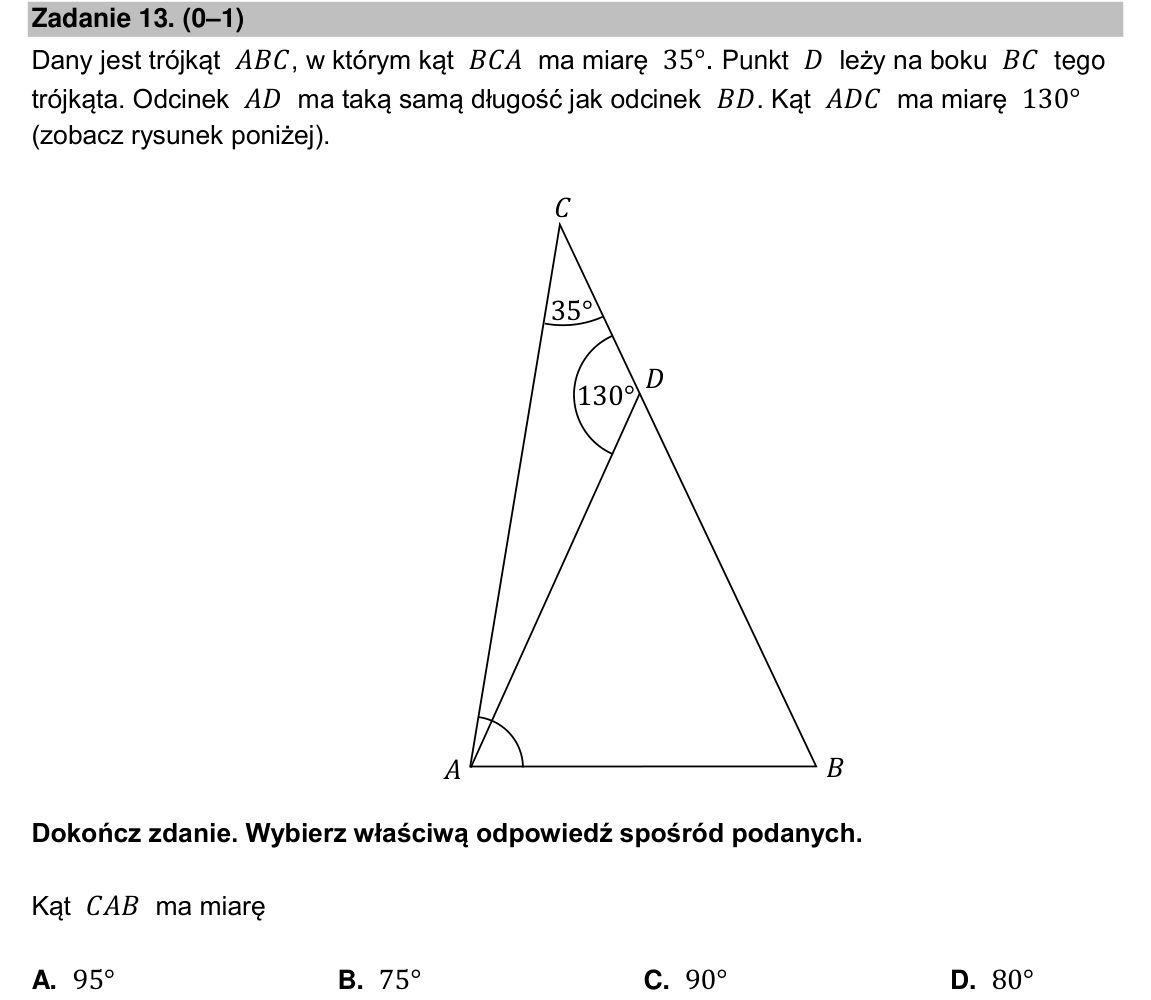 Zadanie 13. (0–1)
Dany jest trójkąt ABC, w którym kąt BCA ma miarę 35°. Punkt D leży na boku BC tego
trójkąta. Odcinek AD ma taką samą długość jak odcinek BD. Kąt ADC ma miarę 130°
(zobacz rysunek poniżej).
C
35°
D
130°
A
B
Dokończ zdanie. Wybierz właściwą odpowiedź spośród podanych.
Kąt CAB ma miarę
A. 95° B. 75° C. 90° D. 80°